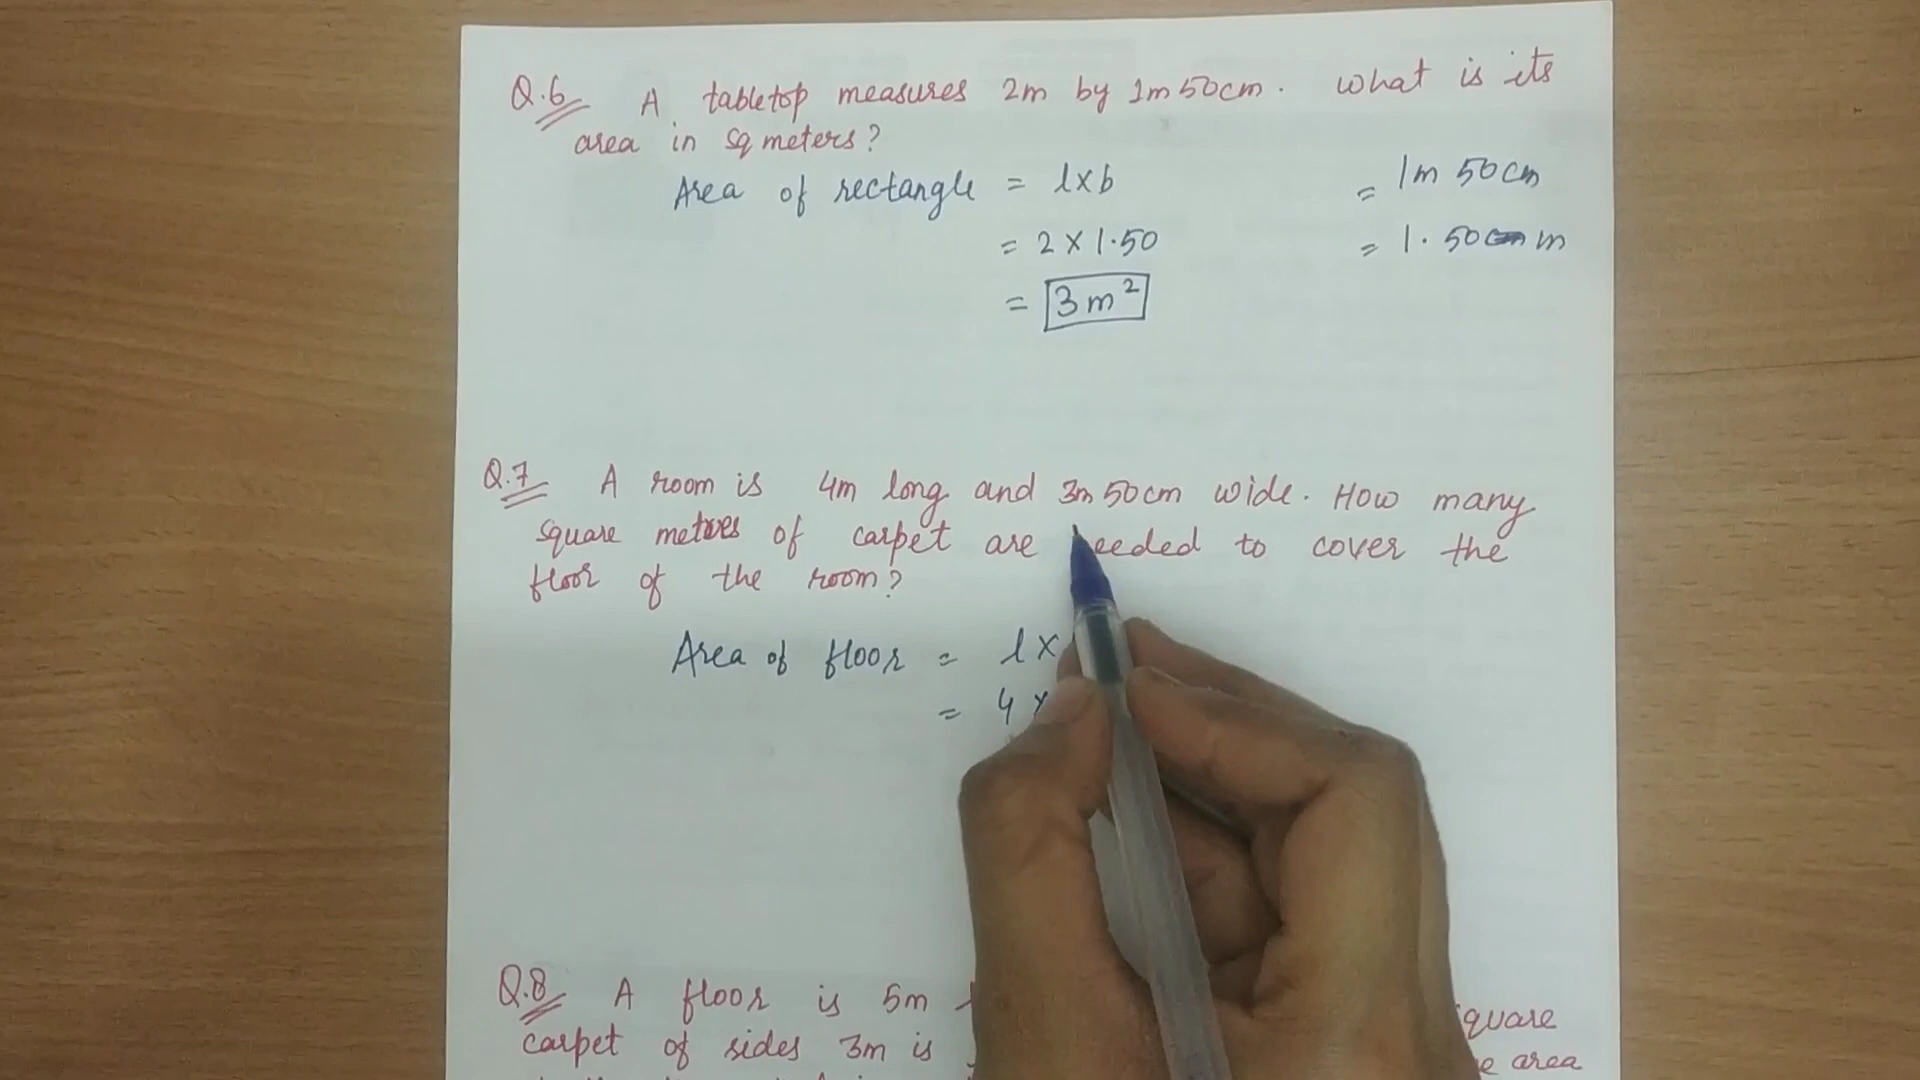 Q.6 A tabletop measures 2m by 1m 50cm. What is its
area in sq meters?
Area of rectangle = l x b
= 1m 50cm
= 2 x 1.50
= 1.50 m
= 3 m²
Q.7 A room is 4m long and 3m 50cm wide. How many
square metres of carpet are needed to cover the
floor of the room?
Area of floor = l x
= 4 x
Q.8 A floor is 5m
carpet of sides 3m is
area